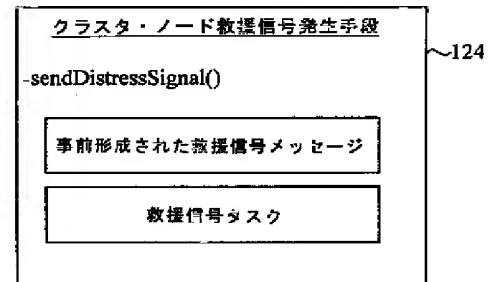 クラスタ・ノード救援信号発生手段
124
-sendDistressSignal()
事前形成された救援信号メッセージ
救援信号タスク